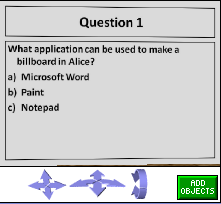 Question 1
What application can be used to make a
billboard in Alice?
a) Microsoft Word
b) Paint
c) Notepad
ADD
OBJECTS